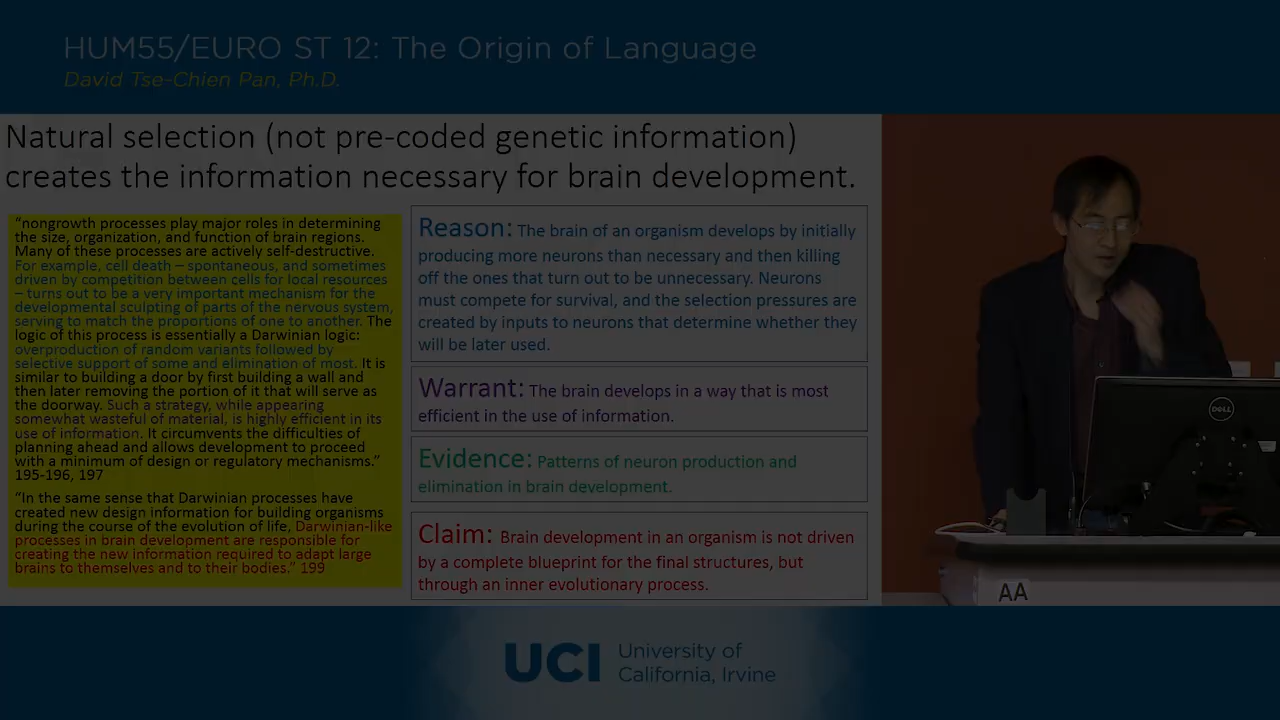 HUM55/EURO ST 12: The Origin of Language
David Tse-Chien Pan, Ph.D.
Natural selection (not pre-coded genetic information)
creates the information necessary for brain development.
“nongrowth processes play major roles in determining
the size, organization, and function of brain regions.
Many of these processes are actively self-destructive.
For example, cell death – spontaneous, and sometimes
driven by competition between cells for local resources
– turns out to be a very important mechanism for the
developmental sculpting of parts of the nervous system,
serving to match the proportions of one to another. The
logic of this process is essentially a Darwinian logic:
overproduction of random variants followed by
selective support of some and elimination of most. It is
similar to building a door by first building a wall and
then later removing the portion of it that will serve as
the doorway. Such a strategy, while appearing
somewhat wasteful of material, is highly efficient in its
use of information. It circumvents the difficulties of
planning ahead and allows development to proceed
with a minimum of design or regulatory mechanisms.”
195-196, 197
“In the same sense that Darwinian processes have
created new design information for building organisms
during the course of the evolution of life, Darwinian-like
processes in brain development are responsible for
creating the new information required to adapt large
brains to themselves and to their bodies.” 199
Reason: The brain of an organism develops by initially
producing more neurons than necessary and then killing
off the ones that turn out to be unnecessary. Neurons
must compete for survival, and the selection pressures are
created by inputs to neurons that determine whether they
will be later used.
Warrant: The brain develops in a way that is most
efficient in the use of information.
Evidence: Patterns of neuron production and
elimination in brain development.
Claim: Brain development in an organism is not driven
by a complete blueprint for the final structures, but
through an inner evolutionary process.
DELL
AA
UCI University of
California, Irvine